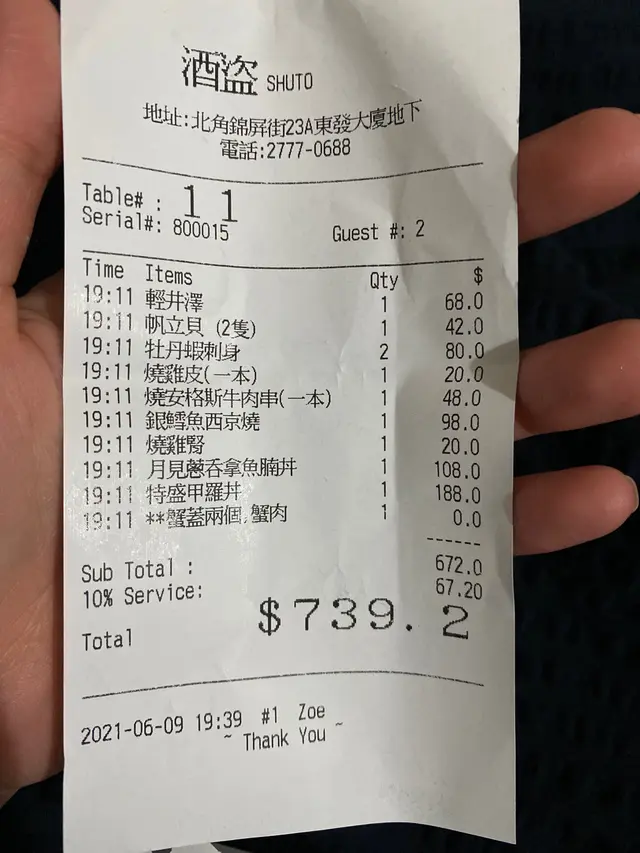 酒盜 SHUTO
地址:北角錦屏街23A東發大廈地下
電話:2777-0688
Table# : 11
Serial#: 800015 Guest #: 2
Time Items Qty $
19:11 輕井澤 1 68.0
19:11 帆立貝 (2隻) 1 42.0
19:11 牡丹蝦刺身 2 80.0
19:11 燒雞皮(一本) 1 20.0
19:11 燒安格斯牛肉串(一本) 1 48.0
19:11 銀鱈魚西京燒 1 98.0
19:11 燒雞腎 1 20.0
19:11 月見蔥吞拿魚腩丼 1 108.0
19:11 特盛甲羅丼 1 188.0
19:11 **蟹蓋兩個,蟹肉 1 0.0
------
Sub Total : 672.0
10% Service: 67.20
Total $739.2
2021-06-09 19:39 #1 Zoe
~ Thank You ~